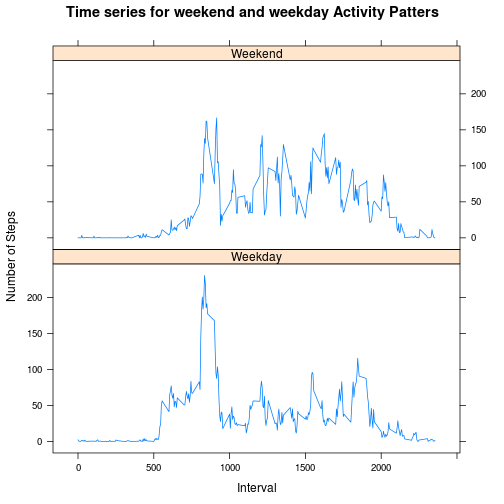 Time series for weekend and weekday Activity Patters
Weekend
200
150
100
50
0
Weekday
200
150
100
50
0
0 500 1000 1500 2000
Number of Steps
Interval